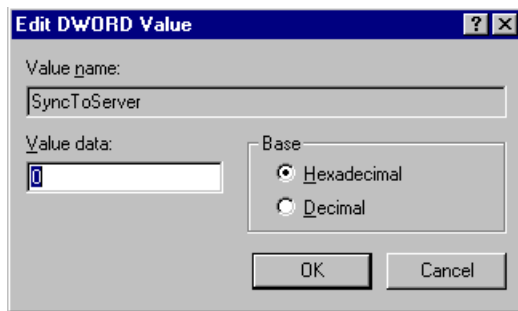 Edit DWORD Value
Value name:
SyncToServer
Value data:
0
Base
Hexadecimal
Decimal
OK
Cancel